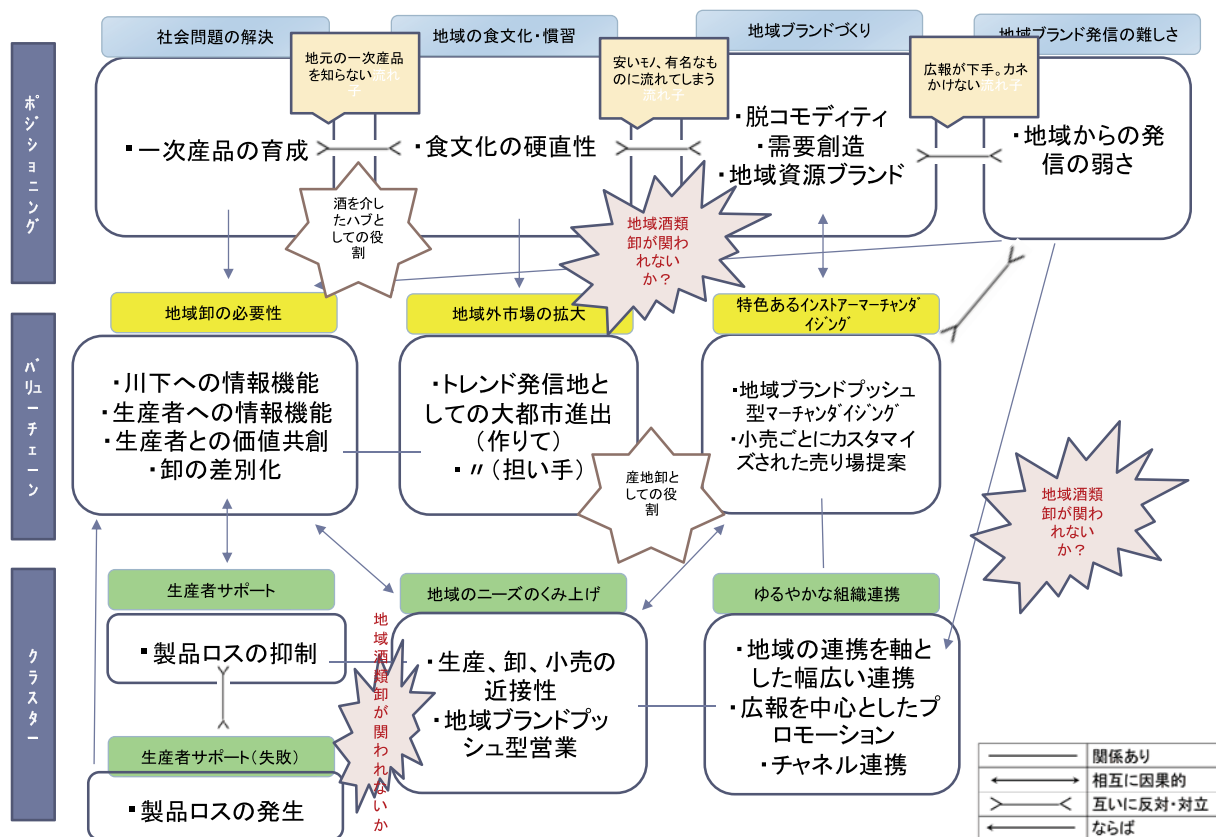 社会問題の解決
地域の食文化・慣習
地域ブランドづくり
地域ブランド発信の難しさ
地元の一次産品
を知らない流れ
子
安いモノ、有名なも
のに流れてしまう
流れ子
広報が下手。カネ
かけない流れ子
ポジショニング
▪一次産品の育成
▪食文化の硬直性
・脱コモディティ
・需要創造
・地域資源ブランド
・地域からの発
信の弱さ
酒を介し
たハブと
しての役
割
地域酒類
卸が関わ
れない
か？
地域卸の必要性
地域外市場の拡大
特色あるインストアーマーチャンダ
イジング
バリューチェーン
・川下への情報機能
・生産者への情報機能
・生産者との価値共創
・卸の差別化
・トレンド発信地と
しての大都市進出
（作りて）
・〃（担い手）
・地域ブランドプッシュ
型マーチャンダイジング
・小売ごとにカスタマイ
ズされた売り場提案
産地卸と
しての役
割
地域酒類
卸が関わ
れない
か？
生産者サポート
地域のニーズのくみ上げ
ゆるやかな組織連携
クラスター
▪製品ロスの抑制
地域酒類卸が関われないか
・生産、卸、小売の
近接性
・地域ブランドプッ
シュ型営業
・地域の連携を軸と
した幅広い連携
・広報を中心としたプ
ロモーション
・チャネル連携
生産者サポート（失敗）
▪製品ロスの発生
関係あり
相互に因果的
互いに反対・対立
ならば